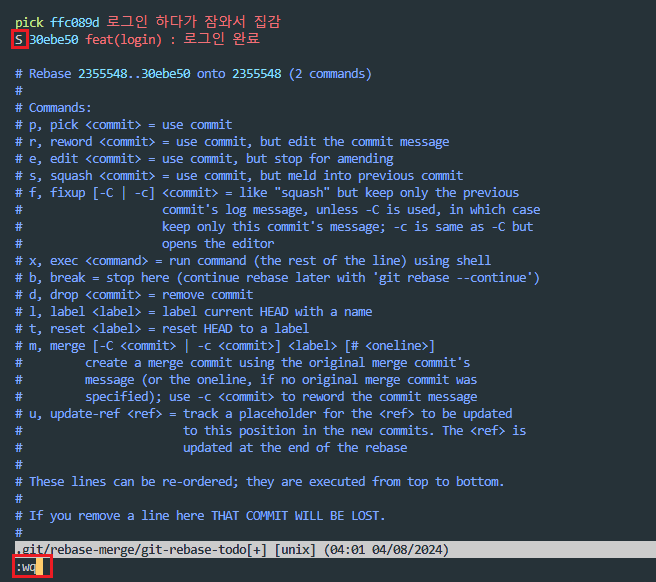 pick ffc089d 로그인 하다가 잠와서 집감
S 30ebe50 feat(login) : 로그인 완료

# Rebase 2355548..30ebe50 onto 2355548 (2 commands)
#
# Commands:
# p, pick <commit> = use commit
# r, reword <commit> = use commit, but edit the commit message
# e, edit <commit> = use commit, but stop for amending
# s, squash <commit> = use commit, but meld into previous commit
# f, fixup [-C | -c] <commit> = like "squash" but keep only the previous
#                    commit's log message, unless -C is used, in which case
#                    keep only this commit's message; -c is same as -C but
#                    opens the editor
# x, exec <command> = run command (the rest of the line) using shell
# b, break = stop here (continue rebase later with 'git rebase --continue')
# d, drop <commit> = remove commit
# l, label <label> = label current HEAD with a name
# t, reset <label> = reset HEAD to a label
# m, merge [-C <commit> | -c <commit>] <label> [# <oneline>]
#         create a merge commit using the original merge commit's
#         message (or the oneline, if no original merge commit was
#         specified); use -c <commit> to reword the commit message
# u, update-ref <ref> = track a placeholder for the <ref> to be updated
#                       to this position in the new commits. The <ref> is
#                       updated at the end of the rebase
#
# These lines can be re-ordered; they are executed from top to bottom.
#
# If you remove a line here THAT COMMIT WILL BE LOST.
#
.git/rebase-merge/git-rebase-todo[+] [unix] (04:01 04/08/2024)
:wq